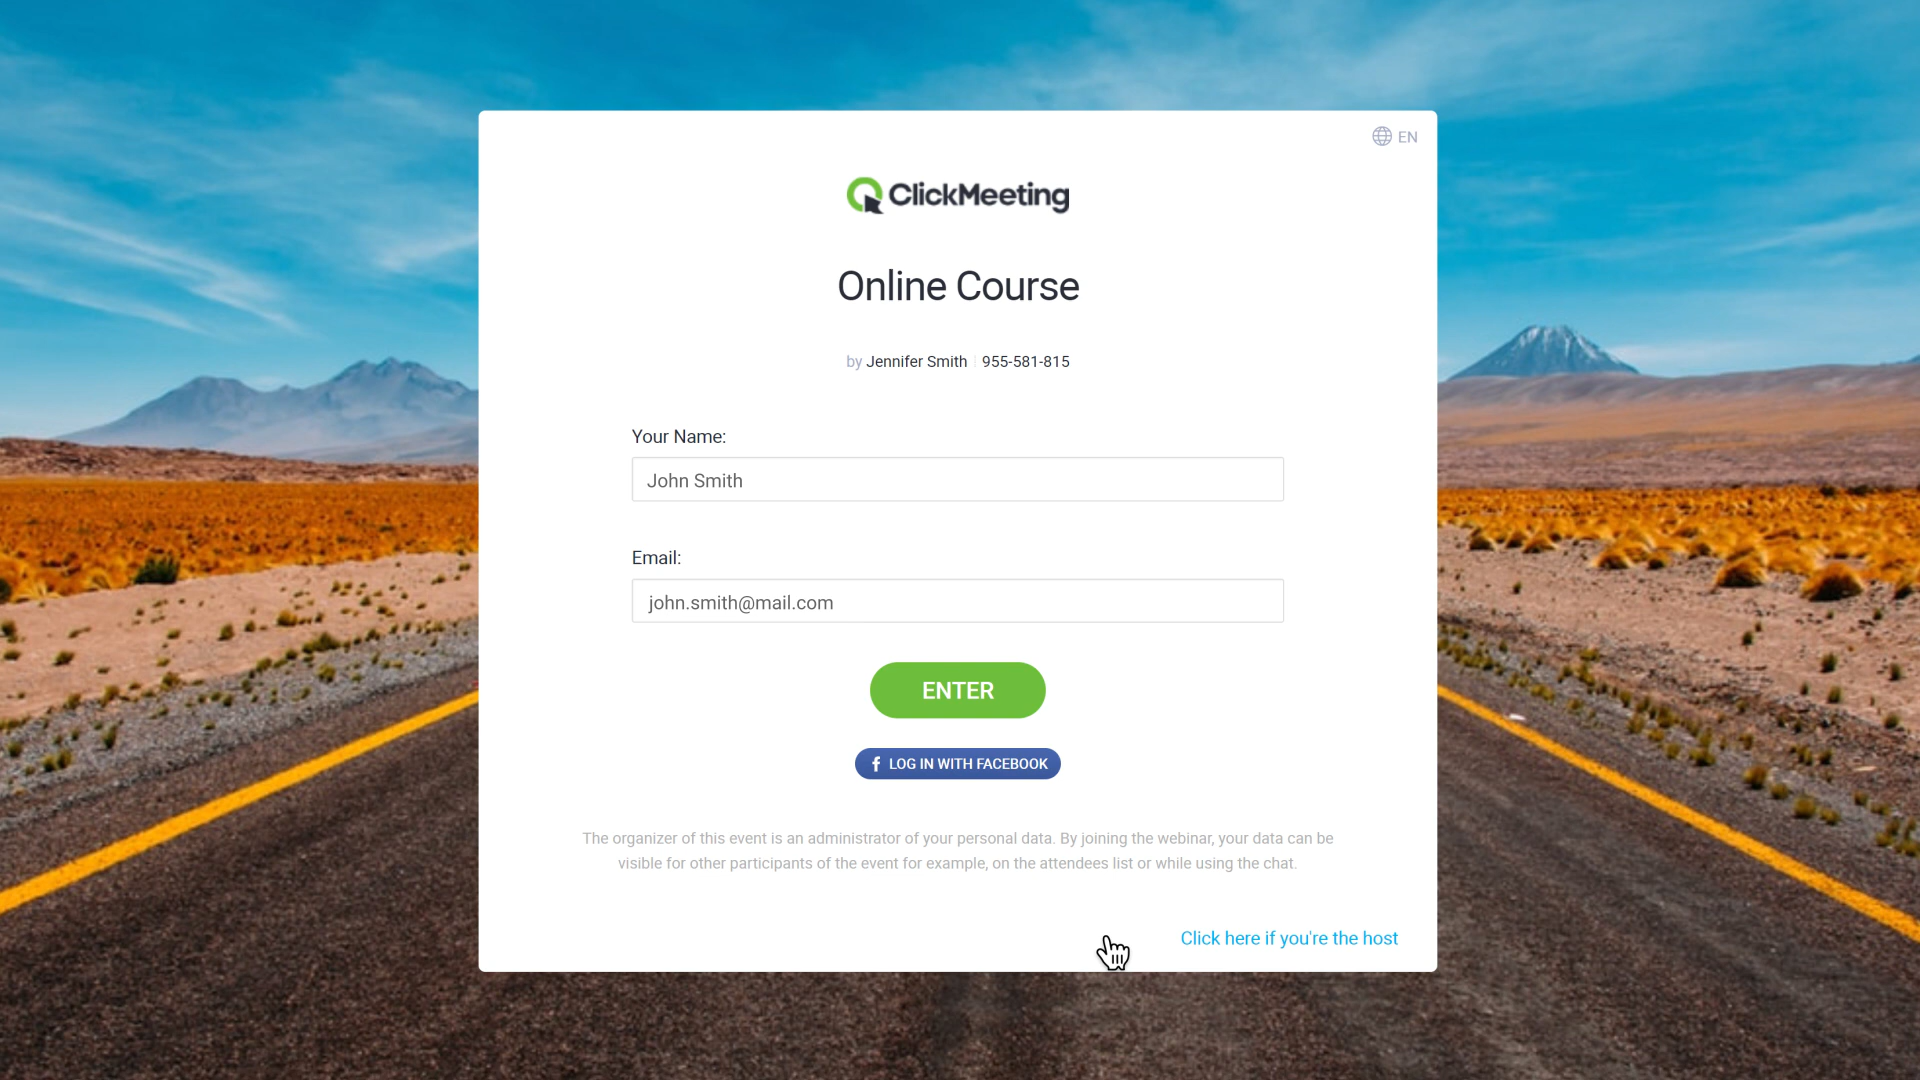 EN
ClickMeeting
Online Course
by Jennifer Smith | 955-581-815
Your Name:
John Smith
Email:
john.smith@mail.com
ENTER
f LOG IN WITH FACEBOOK
The organizer of this event is an administrator of your personal data. By joining the webinar, your data can be
visible for other participants of the event for example, on the attendees list or while using the chat.
Click here if you're the host